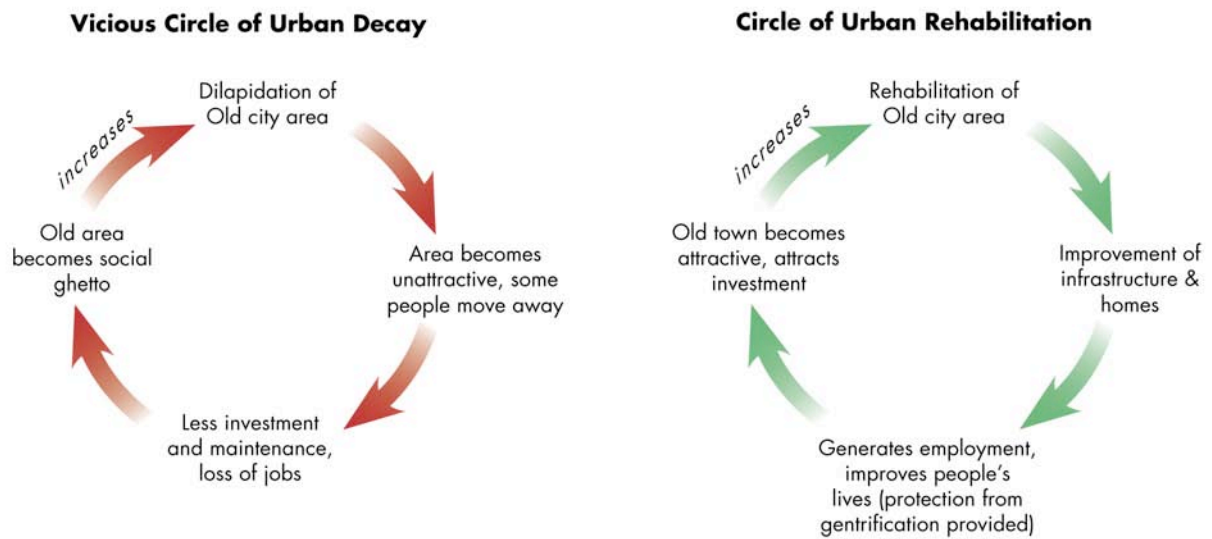 Vicious Circle of Urban Decay
Dilapidation of
Old city area
increases
Old area
becomes social
ghetto
Area becomes
unattractive, some
people move away
Less investment
and maintenance,
loss of jobs
Circle of Urban Rehabilitation
Rehabilitation of
Old city area
increases
Old town becomes
attractive, attracts
investment
Improvement of
infrastructure &
homes
Generates employment,
improves people's
lives (protection from
gentrification provided)